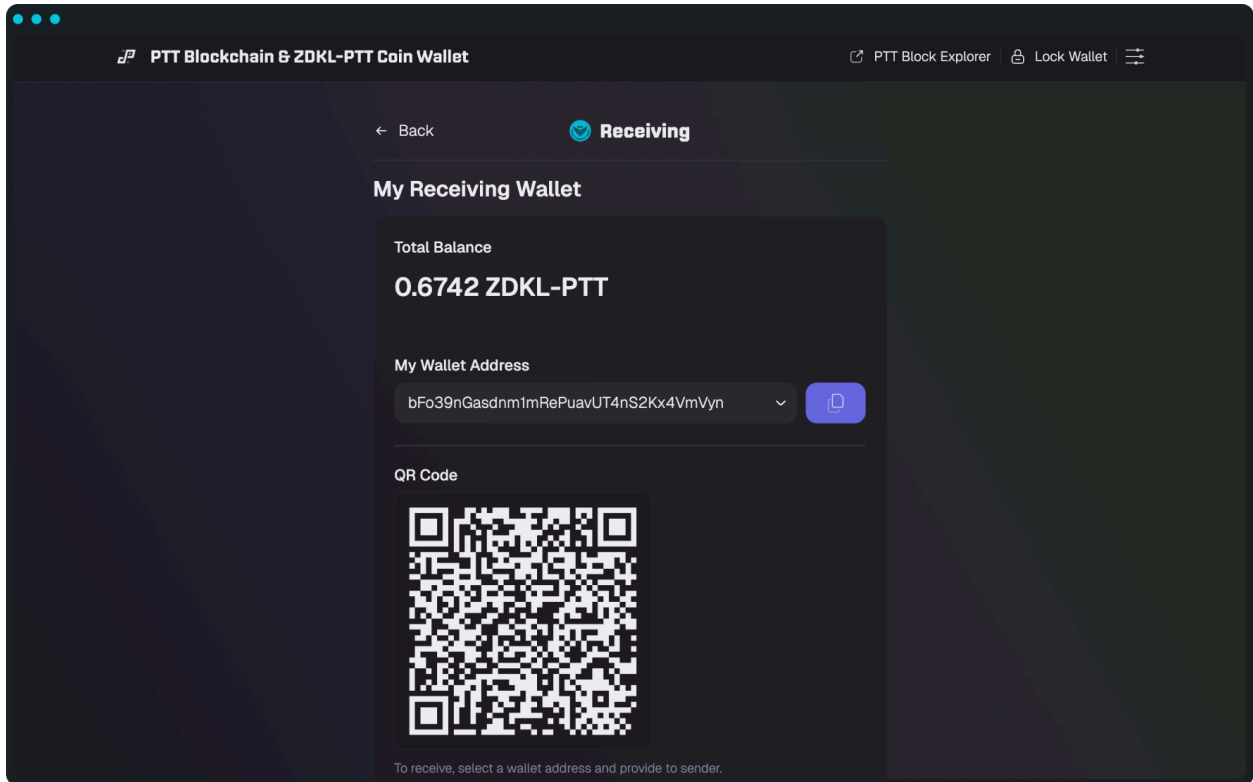 PTT Blockchain & ZDKL-PTT Coin Wallet
PTT Block Explorer
Lock Wallet
Back
Receiving
My Receiving Wallet
Total Balance
0.6742 ZDKL-PTT
My Wallet Address
bFo39nGasdnm1mRePuavUT4nS2Kx4VmVyn
QR Code
To receive, select a wallet address and provide to sender.